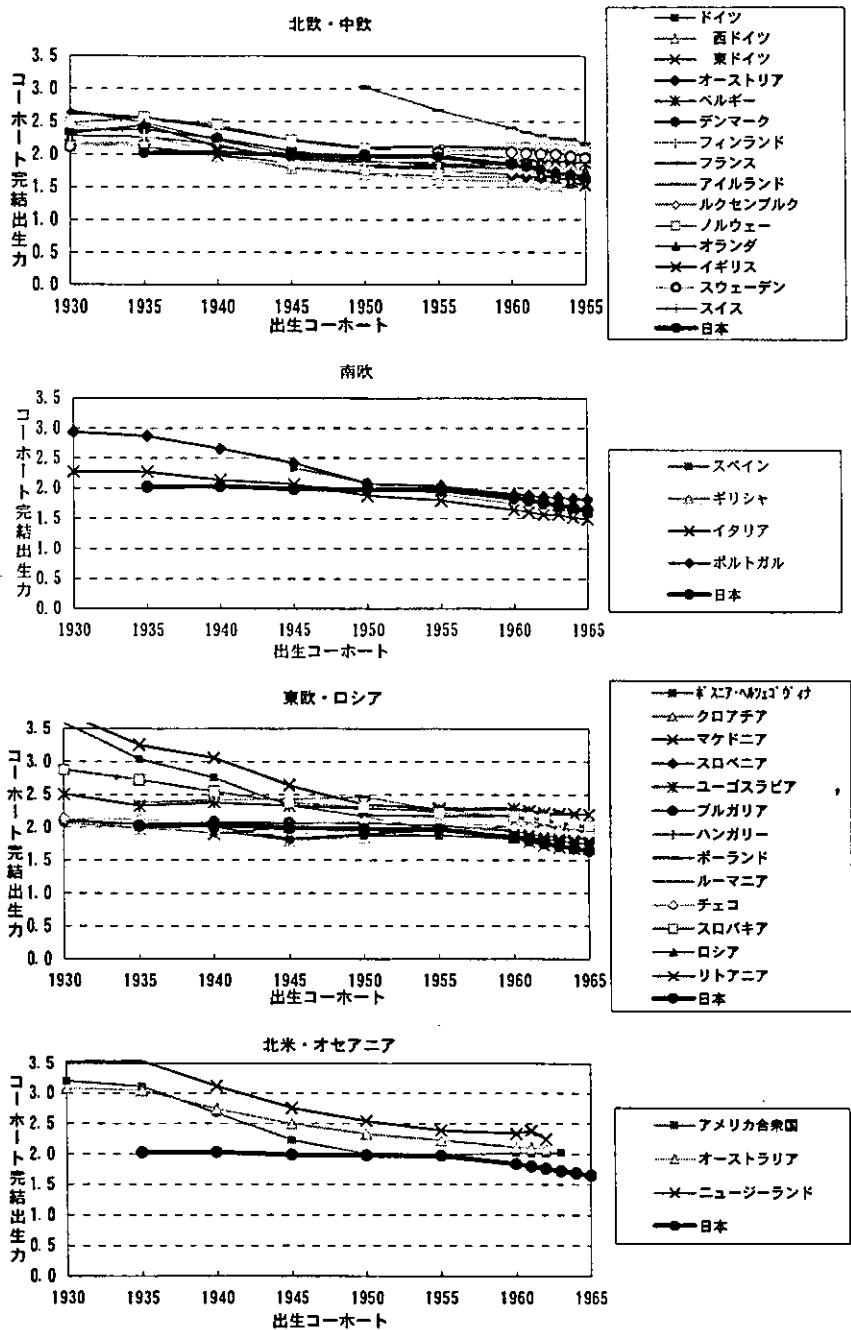 北欧・中欧
コーホート完結出生力
3.5
3.0
2.5
2.0
1.5
1.0
0.5
0.0
1930 1935 1940 1945 1950 1955 1960 1965
出生コーホート
ドイツ
西ドイツ
東ドイツ
オーストリア
ベルギー
デンマーク
フィンランド
フランス
アイルランド
ルクセンブルク
ノルウェー
オランダ
イギリス
スウェーデン
スイス
日本
南欧
コーホート完結出生力
3.5
3.0
2.5
2.0
1.5
1.0
0.5
0.0
1930 1935 1940 1945 1950 1955 1960 1965
出生コーホート
スペイン
ギリシャ
イタリア
ポルトガル
日本
東欧・ロシア
コーホート完結出生力
3.5
3.0
2.5
2.0
1.5
1.0
0.5
0.0
1930 1935 1940 1945 1950 1955 1960 1965
出生コーホート
ボスニア・ヘルツェゴヴィナ
クロアチア
マケドニア
スロベニア
ユーゴスラビア
ブルガリア
ハンガリー
ポーランド
ルーマニア
チェコ
スロバキア
ロシア
リトアニア
日本
北米・オセアニア
コーホート完結出生力
3.5
3.0
2.5
2.0
1.5
1.0
0.5
0.0
1930 1935 1940 1945 1950 1955 1960 1965
出生コーホート
アメリカ合衆国
オーストラリア
ニュージーランド
日本